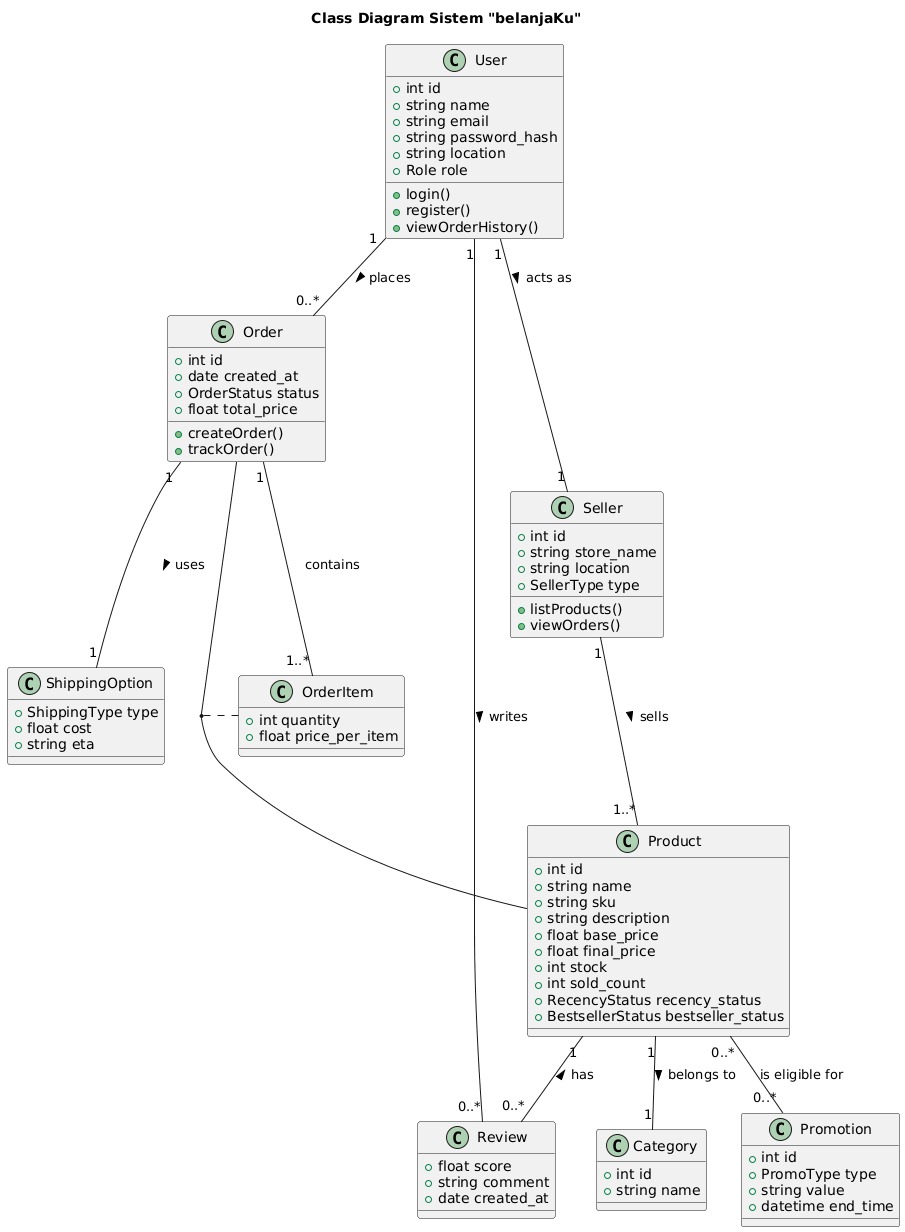 Class Diagram Sistem "belanjaKu"
C User
int id
string name
string email
string password_hash
string location
Role role
login()
register()
viewOrderHistory()
1
1
1
places
acts as
0..*
C Order
int id
date created_at
OrderStatus status
float total_price
createOrder()
trackOrder()
1
1
1
C Seller
int id
string store_name
string location
SellerType type
listProducts()
viewOrders()
uses
contains
1
1
1..*
C ShippingOption
ShippingType type
float cost
string eta
C OrderItem
int quantity
float price_per_item
writes
sells
1..*
C Product
int id
string name
string sku
string description
float base_price
float final_price
int stock
int sold_count
RecencyStatus recency_status
BestsellerStatus bestseller_status
1
1
0..*
has
belongs to
is eligible for
0..*
0..*
1
0..*
C Review
float score
string comment
date created_at
C Category
int id
string name
C Promotion
int id
PromoType type
string value
datetime end_time